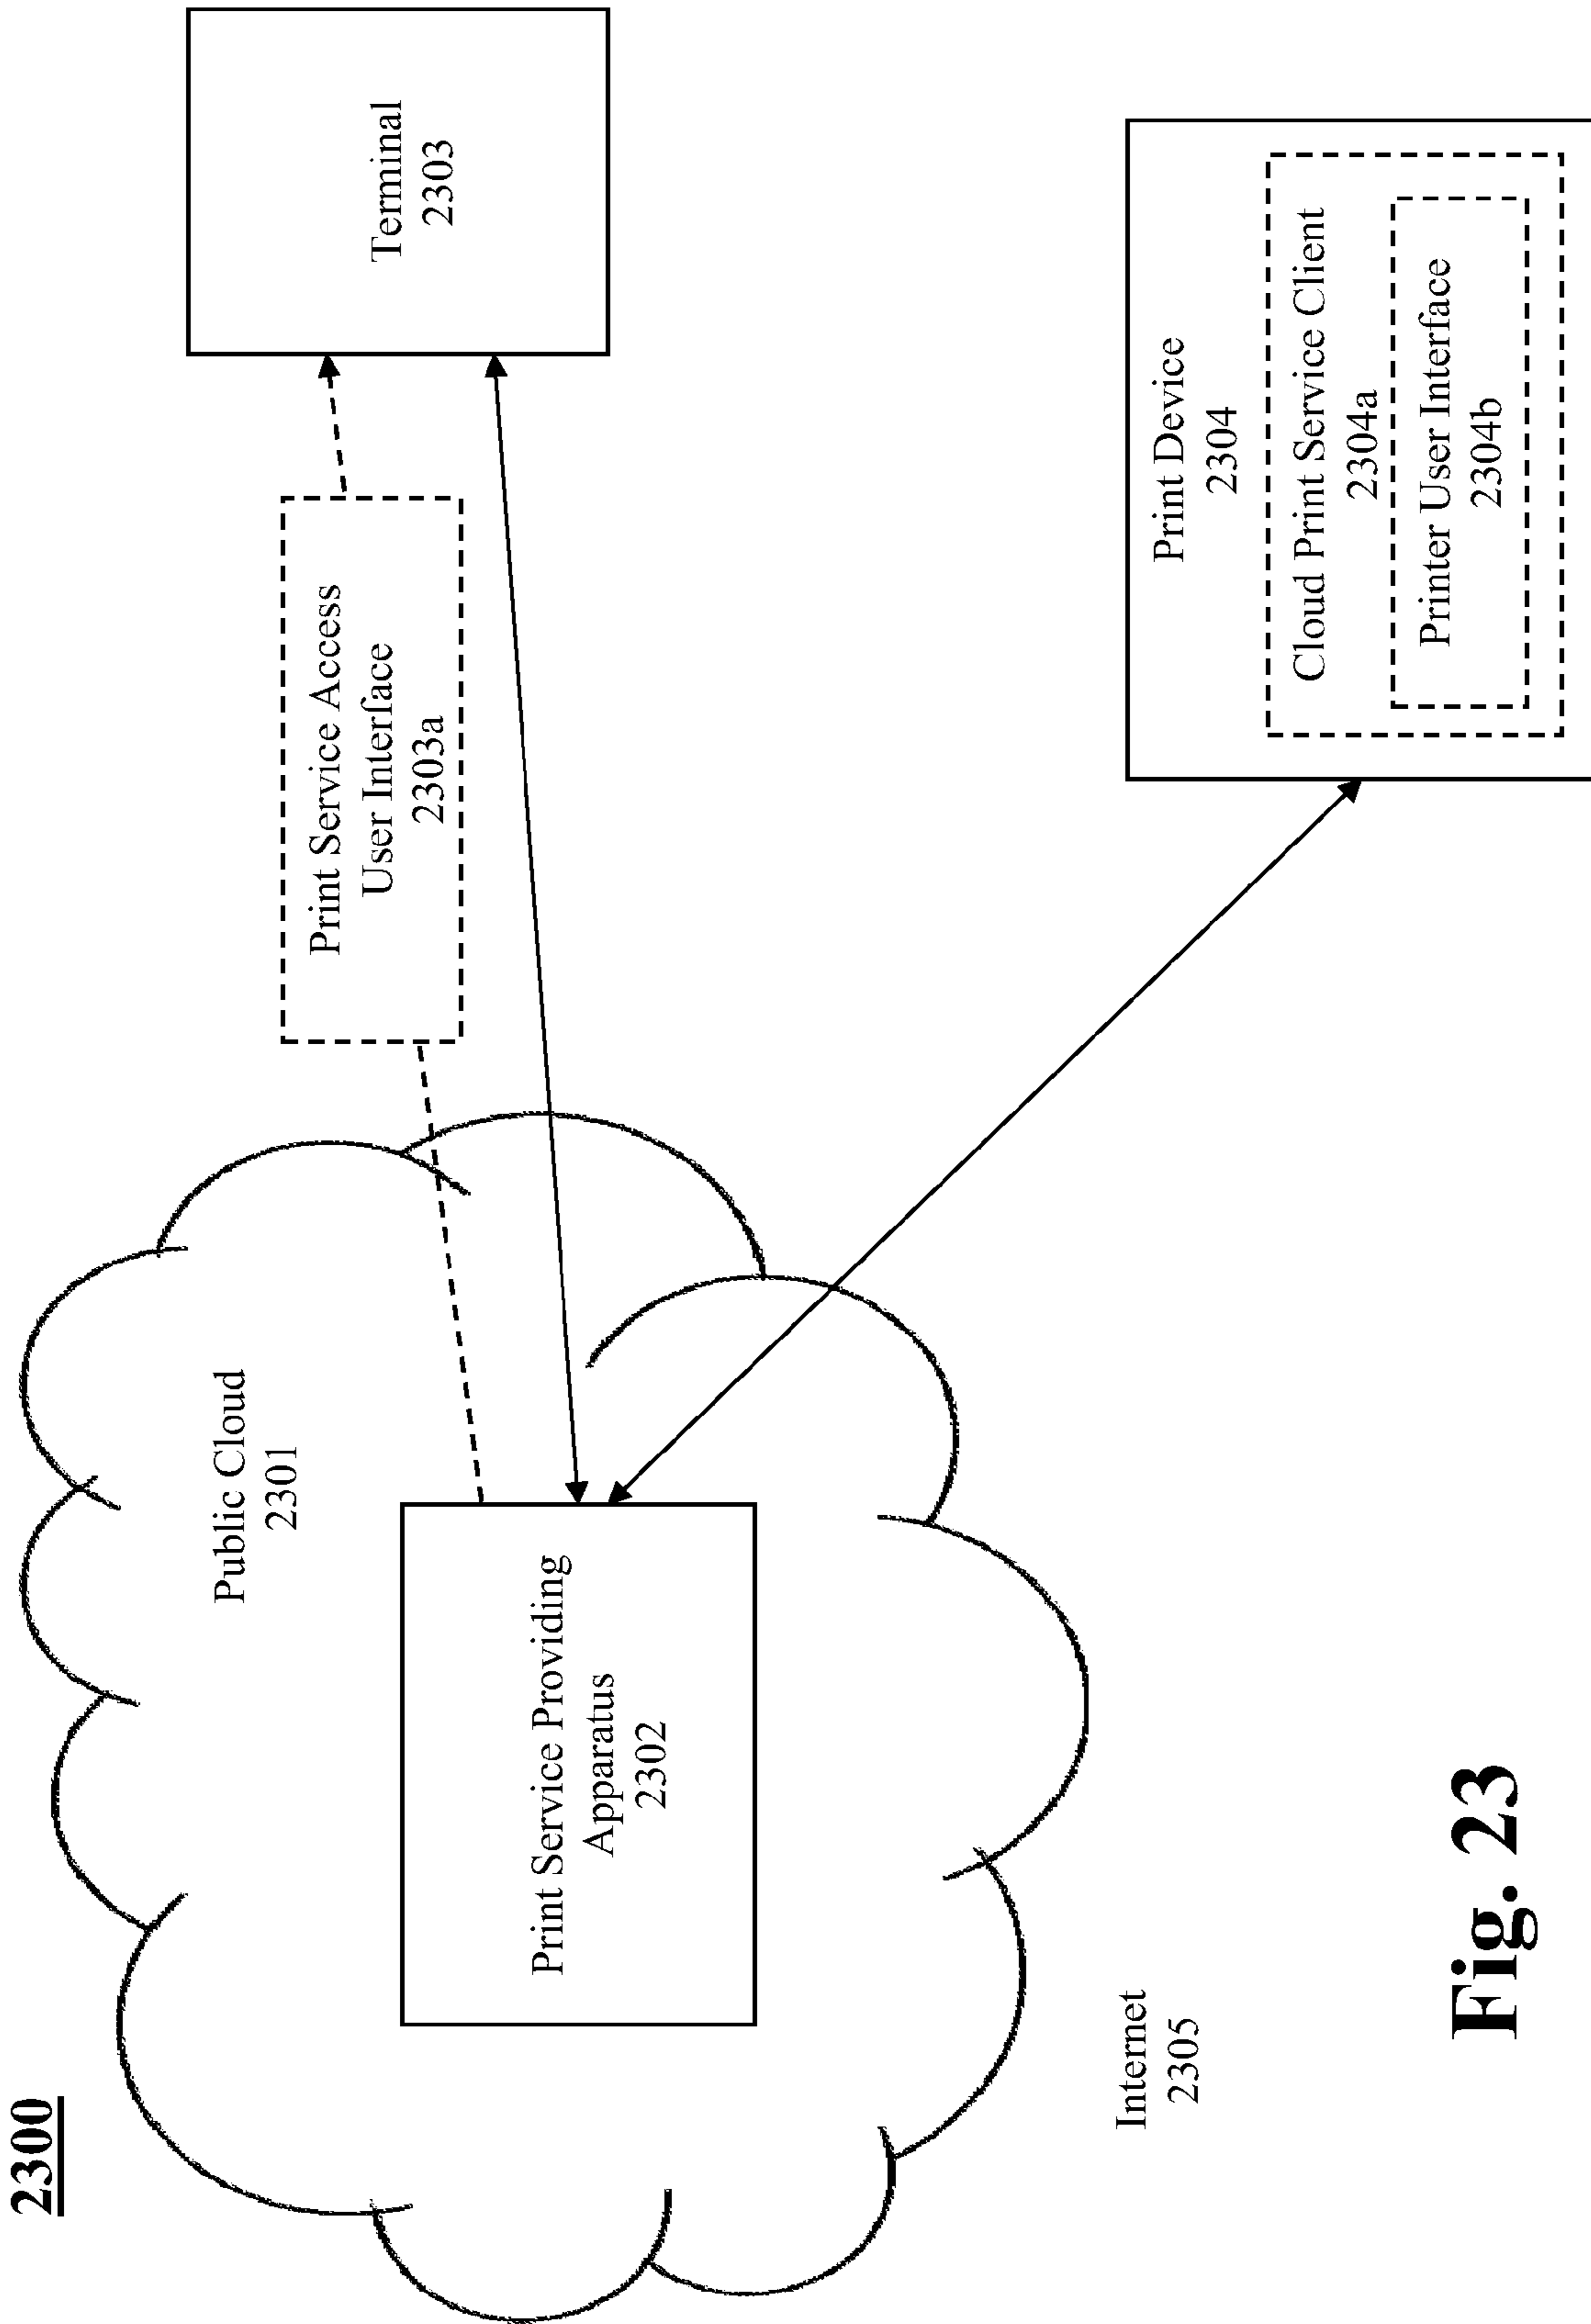 2300
Public Cloud
2301
Print Service Providing
Apparatus
2302
Print Service Access
User Interface
2303a
Terminal
2303
Internet
2305
Print Device
2304
Cloud Print Service Client
2304a
Printer User Interface
2304b
Fig. 23